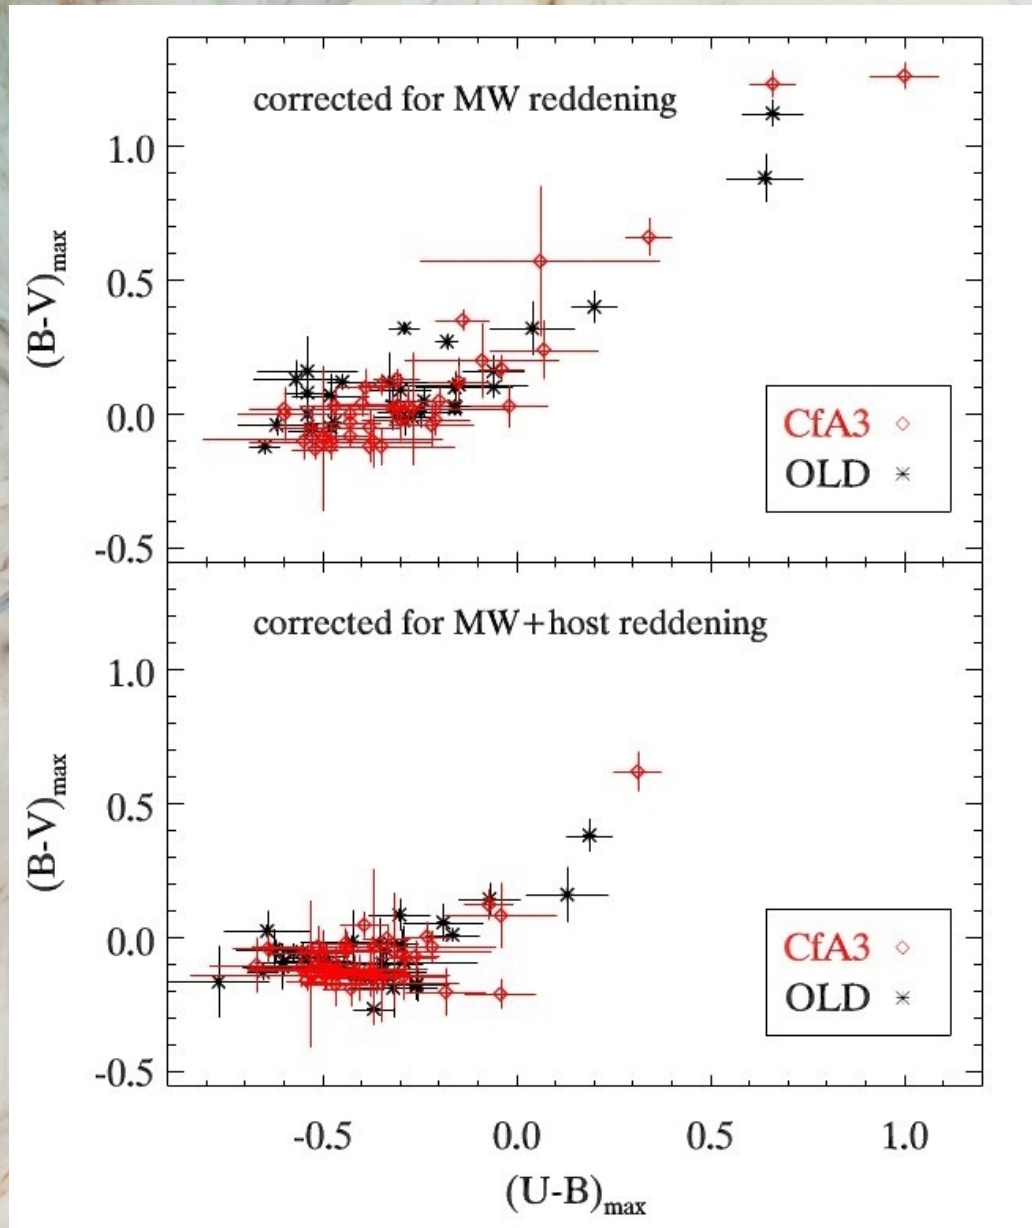 corrected for MW reddening
1.0
0.5
0.0
-0.5
(B-V)max
CfA3
OLD
corrected for MW+host reddening
1.0
0.5
0.0
-0.5
(B-V)max
CfA3
OLD
-0.5 0.0 0.5 1.0
(U-B)max